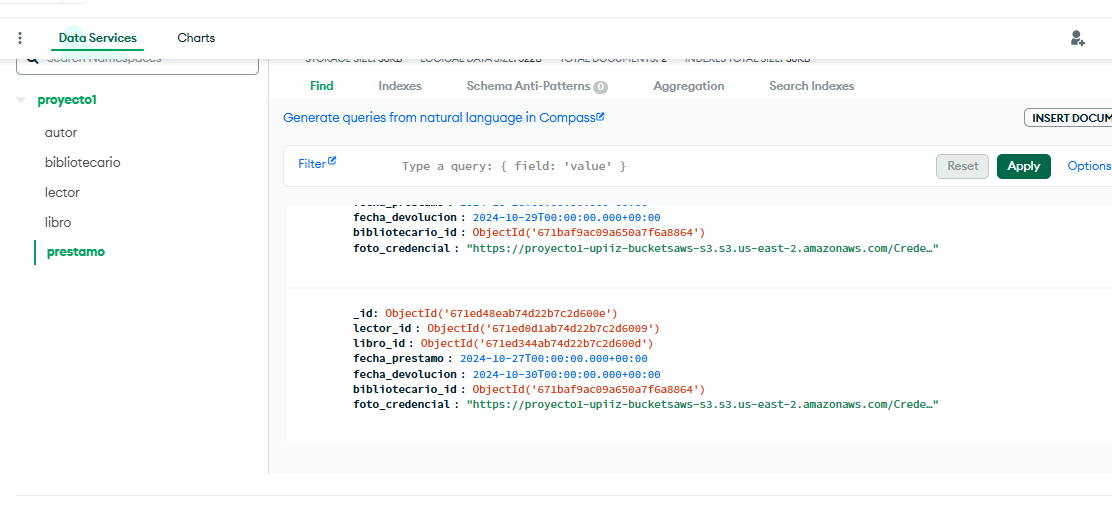 Data Services
Charts
Search Namespaces
STORAGE SIZE: 36KB LOGICAL DATA SIZE: 522B TOTAL DOCUMENTS: 2 INDEXES TOTAL SIZE: 36KB
proyecto1
autor
bibliotecario
lector
libro
prestamo
Find
Indexes
Schema Anti-Patterns 0
Aggregation
Search Indexes
Generate queries from natural language in Compass
INSERT DOCUM
Filter
Type a query: { field: 'value' }
Reset
Apply
Options
fecha_devolucion : 2024-10-29T00:00:00.000+00:00
bibliotecario_id : ObjectId('671baf9ac09a650a7f6a8864')
foto_credencial : "https://proyecto1-upiiz-bucketsaws-s3.s3.us-east-2.amazonaws.com/Crede…"
_id: ObjectId('671ed48eab74d22b7c2d600e')
lector_id : ObjectId('671ed0d1ab74d22b7c2d6009')
libro_id : ObjectId('671ed344ab74d22b7c2d600d')
fecha_prestamo : 2024-10-27T00:00:00.000+00:00
fecha_devolucion : 2024-10-30T00:00:00.000+00:00
bibliotecario_id : ObjectId('671baf9ac09a650a7f6a8864')
foto_credencial : "https://proyecto1-upiiz-bucketsaws-s3.s3.us-east-2.amazonaws.com/Crede…"